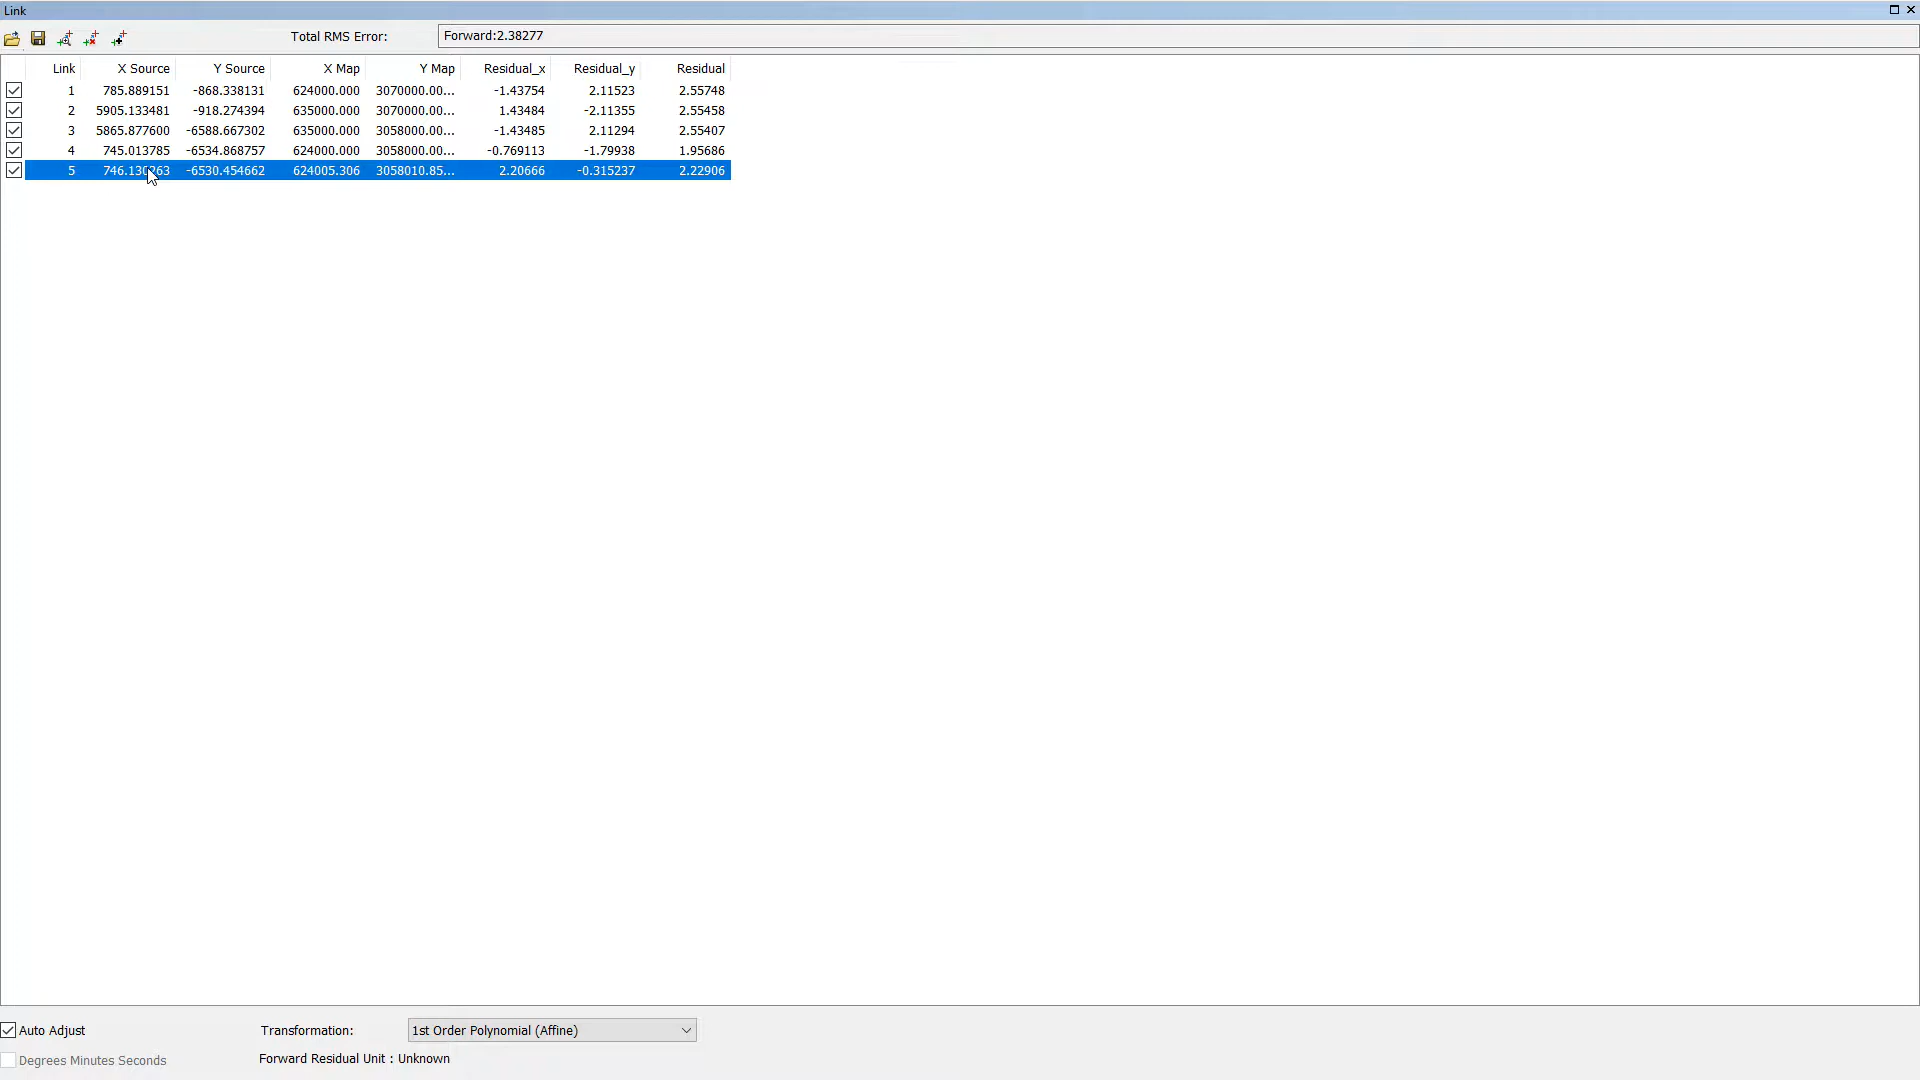 Link
Total RMS Error: Forward:2.38277
Link X Source Y Source X Map Y Map Residual_x Residual_y Residual
1 785.889151 -868.338131 624000.000 3070000.00... -1.43754 2.11523 2.55748
2 5905.133481 -918.274394 635000.000 3070000.00... 1.43484 -2.11355 2.55458
3 5865.877600 -6588.667302 635000.000 3058000.00... -1.43485 2.11294 2.55407
4 745.013785 -6534.868757 624000.000 3058000.00... -0.769113 -1.79938 1.95686
5 -6530.454662 624005.306 3058010.85... 2.20666 -0.315237 2.22906
Auto Adjust Transformation: 1st Order Polynomial (Affine)
Degrees Minutes Seconds Forward Residual Unit : Unknown